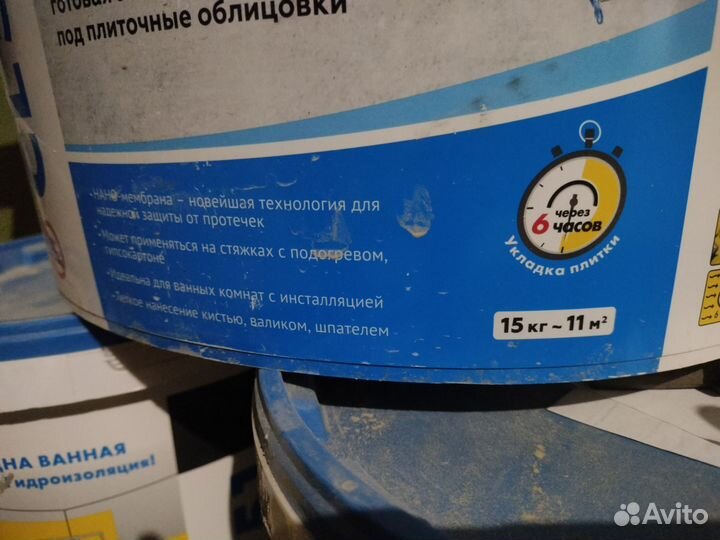 готовая
под плиточные облицовки
НАНО-мембрана – новейшая технология для
надежной защиты от протечек
•Может применяться на стяжках с подогревом,
гипсокартоне
•Идеальна для ванных комнат с инсталляцией
•Легкое нанесение кистью, валиком, шпателем
через
6 часов
Укладка плитки
15 кг ~ 11 м²
ВАННАЯ
идроизоляция!
Avito